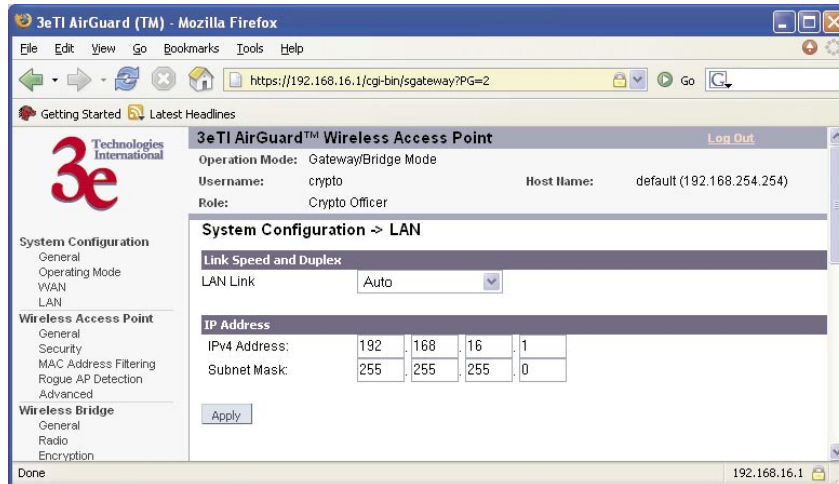 3eTI AirGuard (TM) - Mozilla Firefox
File Edit View Go Bookmarks Tools Help
https://192.168.16.1/cgi-bin/sgateway?PG=2
Go
G
Getting Started Latest Headlines
3e Technologies International
3eTI AirGuard™ Wireless Access Point
Log Out
Operation Mode: Gateway/Bridge Mode
Username: crypto
Host Name: default (192.168.254.254)
Role: Crypto Officer
System Configuration
General
Operating Mode
WAN
LAN
Wireless Access Point
General
Security
MAC Address Filtering
Rogue AP Detection
Advanced
Wireless Bridge
General
Radio
Encryption
System Configuration -> LAN
Link Speed and Duplex
LAN Link Auto
IP Address
IPv4 Address: 192 . 168 . 16 . 1
Subnet Mask: 255 . 255 . 255 . 0
Apply
Done
192.168.16.1